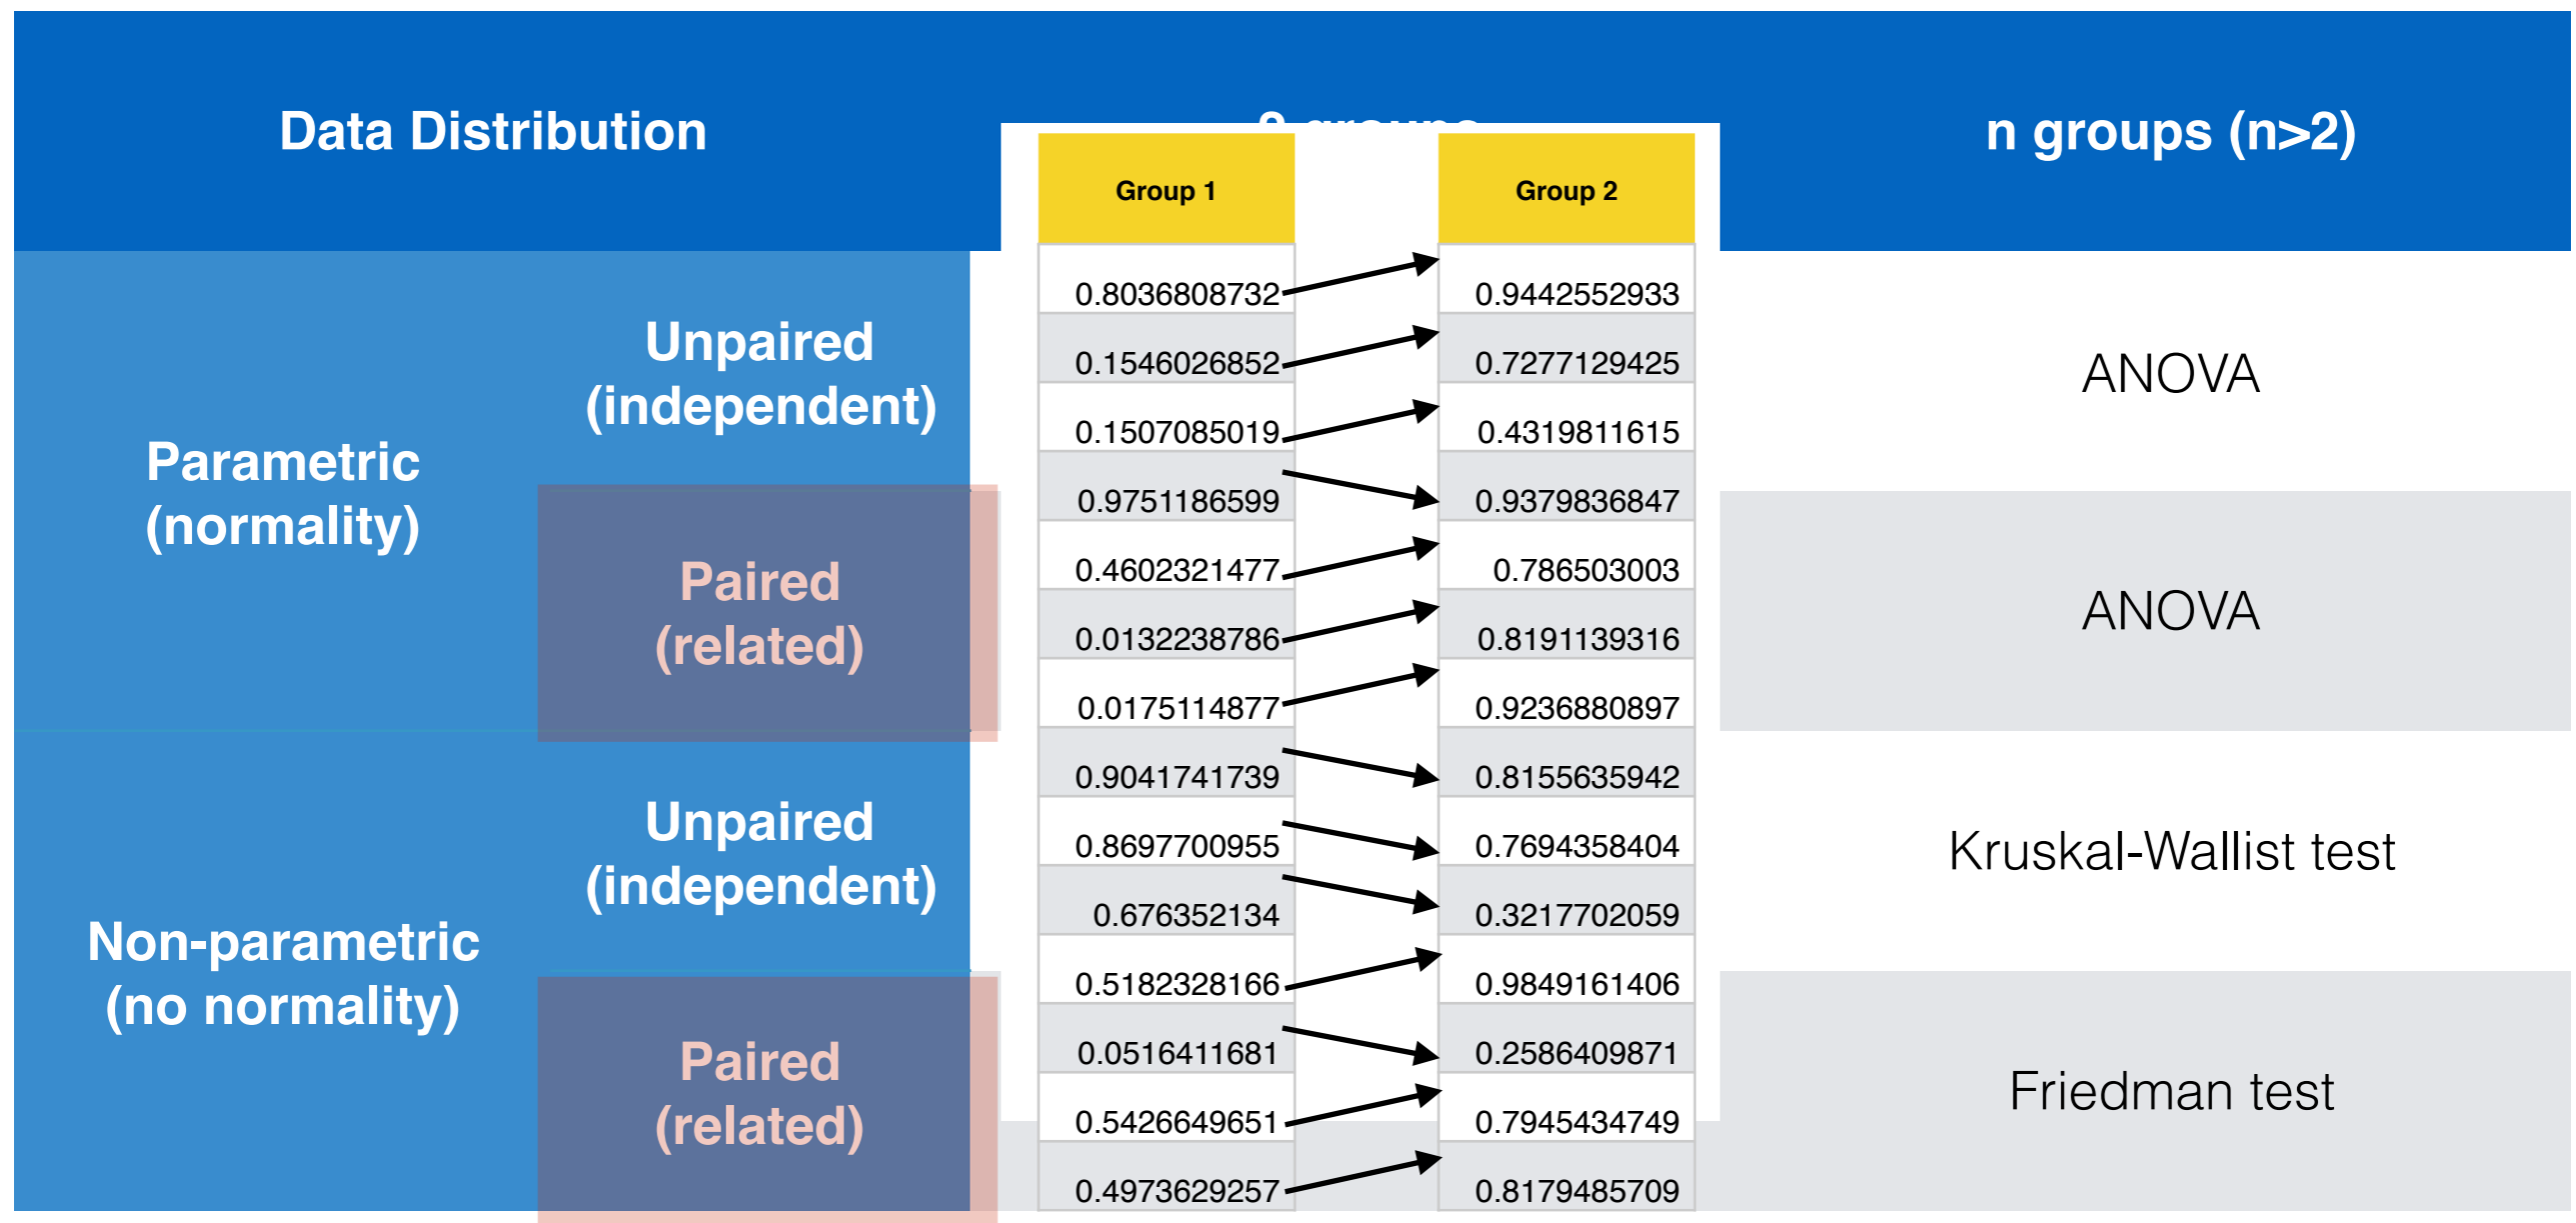 Data Distribution
groups
n groups (n>2)
Group 1
Group 2
Parametric
(normality)
Unpaired
(independent)
Paired
(related)
Non-parametric
(no normality)
Unpaired
(independent)
Paired
(related)
0.8036808732 0.9442552933
0.1546026852 0.7277129425
0.1507085019 0.4319811615
0.9751186599 0.9379836847
0.4602321477 0.786503003
0.0132238786 0.8191139316
0.0175114877 0.9236880897
0.9041741739 0.8155635942
0.8697700955 0.7694358404
0.676352134 0.3217702059
0.5182328166 0.9849161406
0.0516411681 0.2586409871
0.5426649651 0.7945434749
0.4973629257 0.8179485709
ANOVA
ANOVA
Kruskal-Wallist test
Friedman test